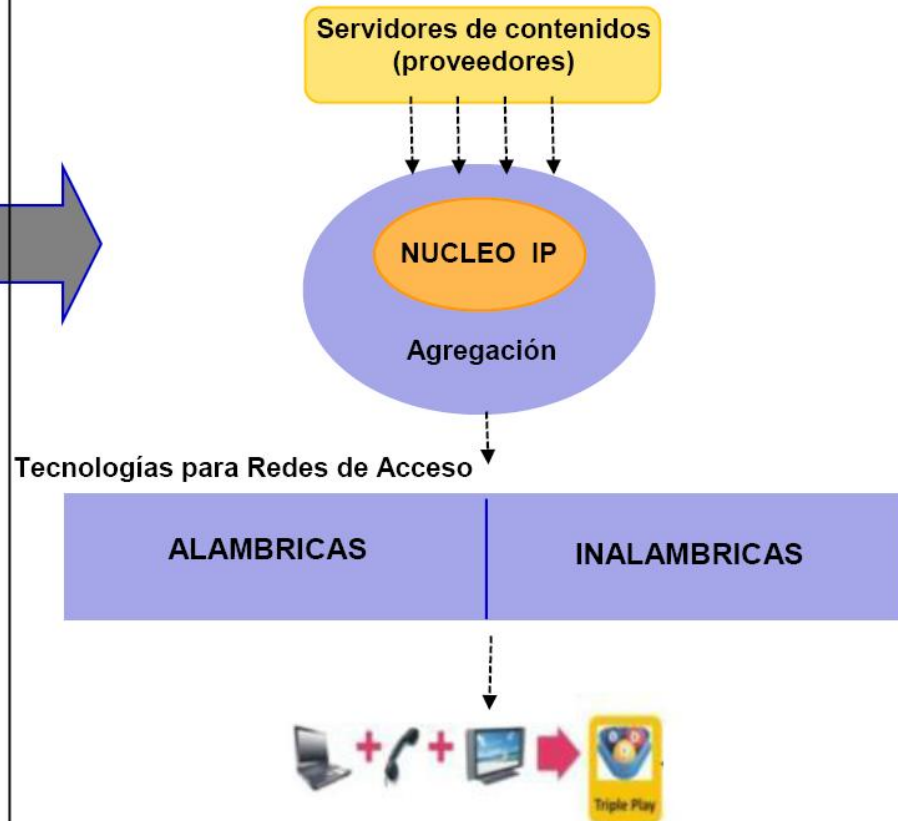 Servidores de contenidos
(proveedores)
NUCLEO IP
Agregación
Tecnologías para Redes de Acceso
ALAMBRICAS
INALAMBRICAS
Triple Play